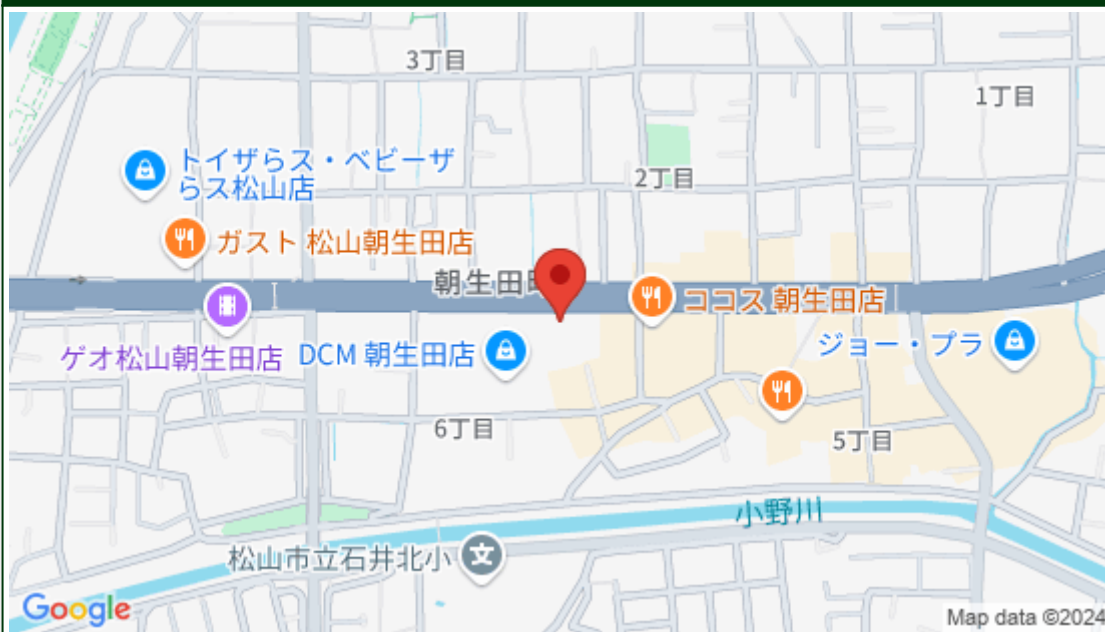 3丁目
1丁目
トイザらス・ベビーザ
らス松山店
2丁目
ガスト 松山朝生田店
朝生田町
ココス 朝生田店
ゲオ松山朝生田店
DCM 朝生田店
ジョー・プラ
6丁目
5丁目
小野川
松山市立石井北小
文
Google
Map data ©2024